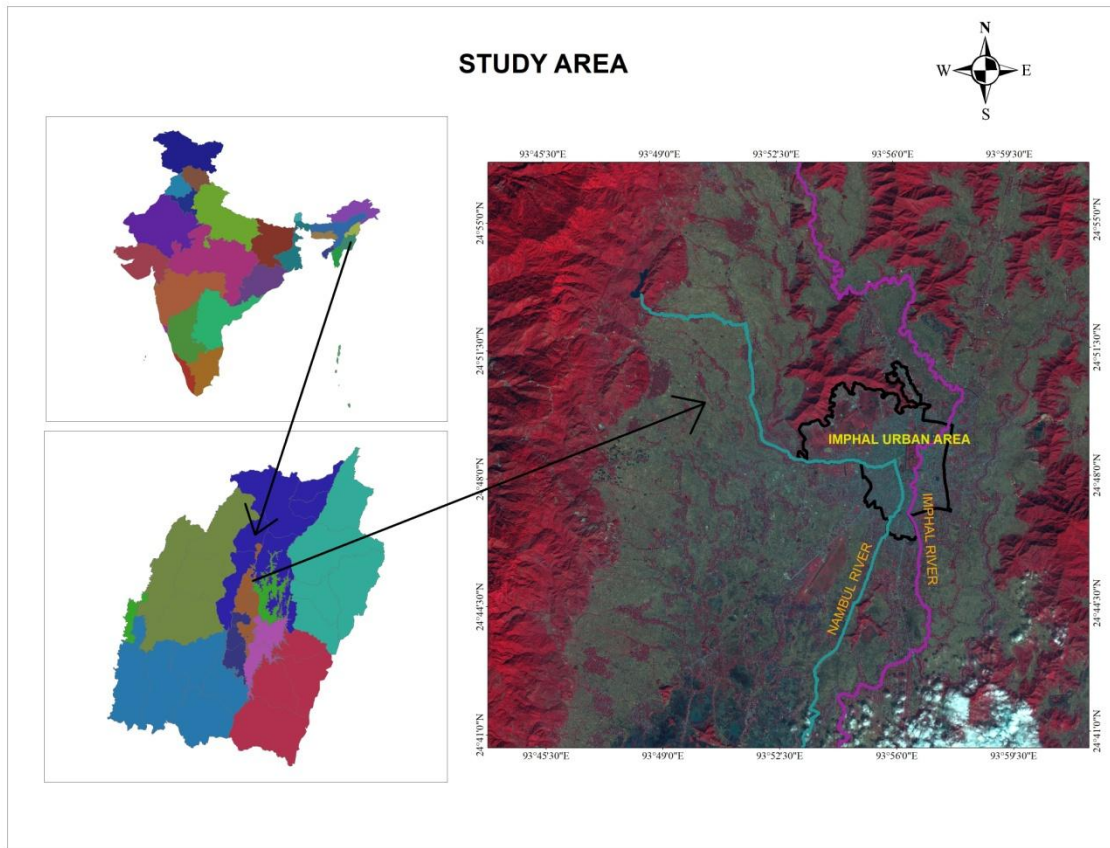 STUDY AREA
N
W E
S
93°45'30"E 93°49'0"E 93°52'30"E 93°56'0"E 93°59'30"E
24°55'0"N 24°55'0"N
24°51'30"N 24°51'0"N
24°48'0"N 24°48'0"N
24°44'30"N 24°44'30"N
24°41'0"N 24°41'0"N
IMPHAL URBAN AREA
IMPHAL RIVER
NAMBUL RIVER
93°45'30"E 93°49'0"E 93°52'30"E 93°56'0"E 93°59'30"E